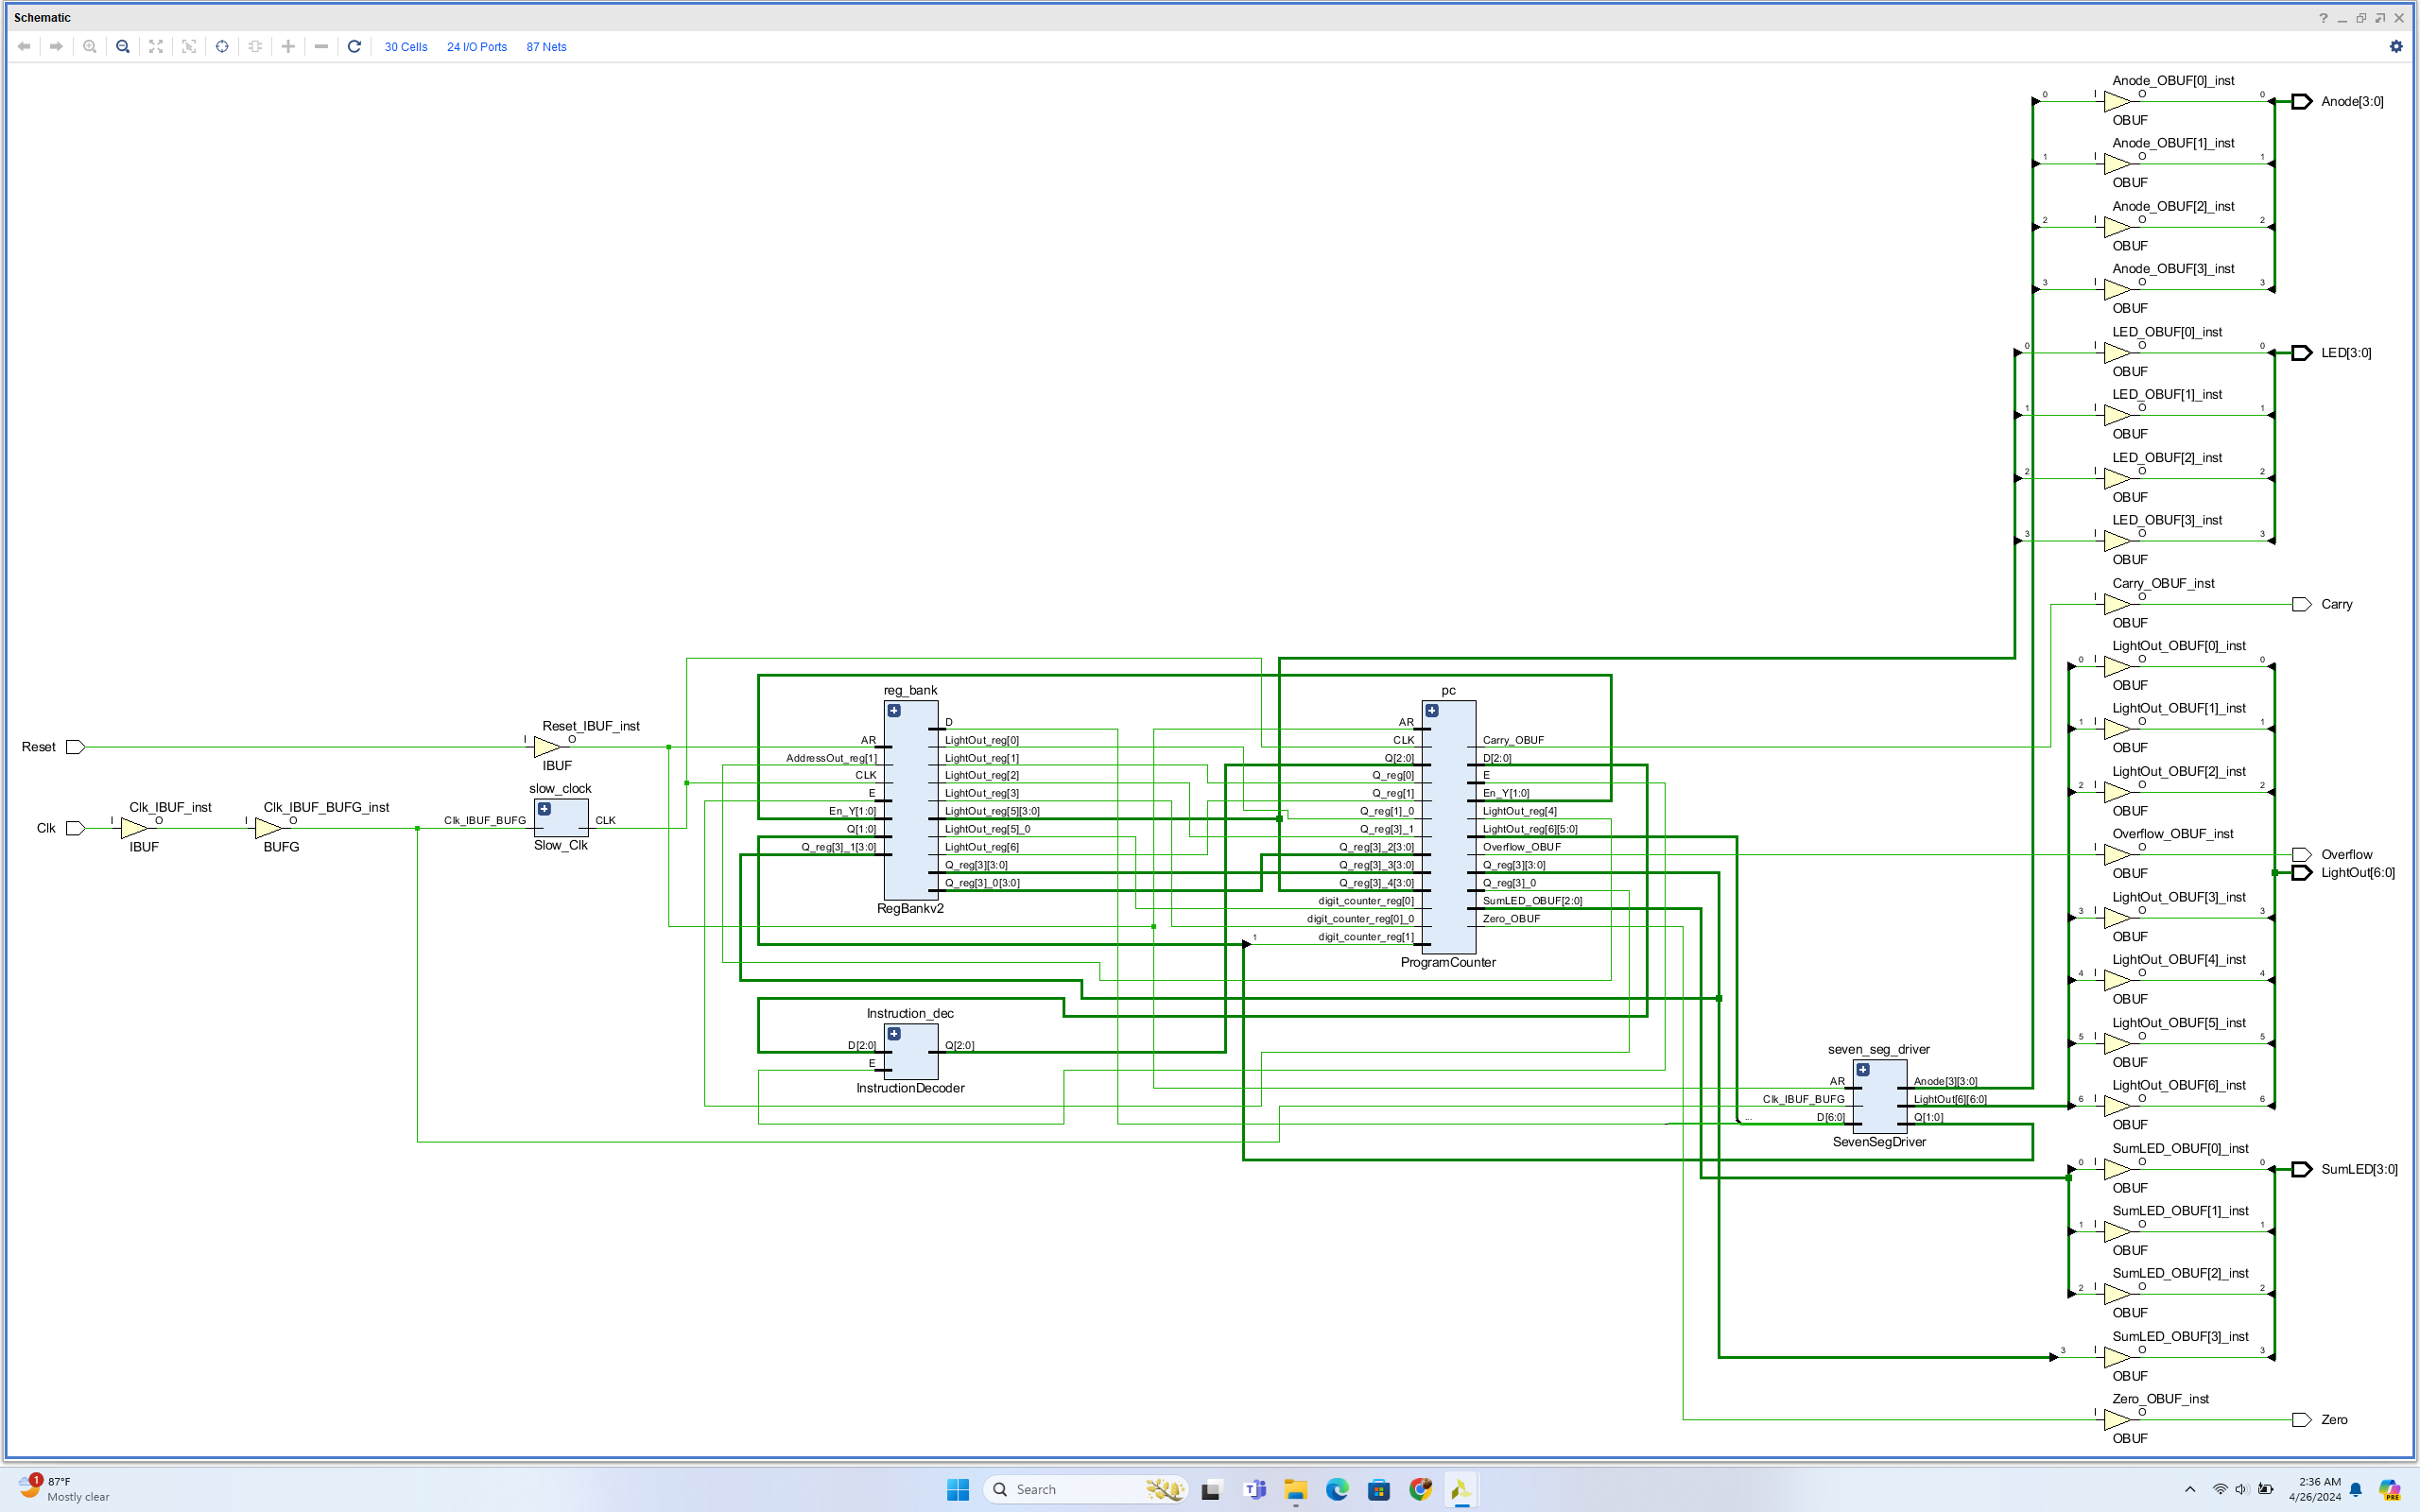 Schematic
30 Cells 24 I/O Ports 87 Nets
Anode_OBUF[0]_inst
0 I O 0 Anode[3:0]
OBUF
Anode_OBUF[1]_inst
1 I O 1
OBUF
Anode_OBUF[2]_inst
2 I O 2
OBUF
Anode_OBUF[3]_inst
3 I O 3
OBUF
LED_OBUF[0]_inst
0 I O 0 LED[3:0]
OBUF
LED_OBUF[1]_inst
1 I O 1
OBUF
LED_OBUF[2]_inst
2 I O 2
OBUF
LED_OBUF[3]_inst
3 I O 3
OBUF
Carry_OBUF_inst
I O Carry
OBUF
LightOut_OBUF[0]_inst
0 I O 0
OBUF
LightOut_OBUF[1]_inst
1 I O 1
OBUF
LightOut_OBUF[2]_inst
2 I O 2
OBUF
Overflow_OBUF_inst
I O Overflow
OBUF
LightOut[6:0]
LightOut_OBUF[3]_inst
3 I O 3
OBUF
LightOut_OBUF[4]_inst
4 I O 4
OBUF
LightOut_OBUF[5]_inst
5 I O 5
OBUF
LightOut_OBUF[6]_inst
6 I O 6
OBUF
SumLED_OBUF[0]_inst
0 I O 0 SumLED[3:0]
OBUF
SumLED_OBUF[1]_inst
1 I O 1
OBUF
SumLED_OBUF[2]_inst
2 I O 2
OBUF
SumLED_OBUF[3]_inst
3 I O 3
OBUF
Zero_OBUF_inst
I O Zero
OBUF
Reset
Reset_IBUF_inst
I O
IBUF
Clk
Clk_IBUF_inst
I O
IBUF
Clk_IBUF_BUFG_inst
I O
BUFG
slow_clock
Clk_IBUF_BUFG CLK
Slow_Clk
reg_bank
AR
AddressOut_reg[1]
CLK
E
En_Y[1:0]
Q[1:0]
Q_reg[3]_1[3:0]
D
LightOut_reg[0]
LightOut_reg[1]
LightOut_reg[2]
LightOut_reg[3]
LightOut_reg[5][3:0]
LightOut_reg[5]_0
LightOut_reg[6]
Q_reg[3][3:0]
Q_reg[3]_0[3:0]
RegBankv2
pc
AR
CLK
Q[2:0]
Q_reg[0]
Q_reg[1]
Q_reg[1]_0
Q_reg[3]_1
Q_reg[3]_2[3:0]
Q_reg[3]_3[3:0]
Q_reg[3]_4[3:0]
digit_counter_reg[0]
digit_counter_reg[0]_0
1 digit_counter_reg[1]
Carry_OBUF
D[2:0]
E
En_Y[1:0]
LightOut_reg[4]
LightOut_reg[6][5:0]
Overflow_OBUF
Q_reg[3][3:0]
Q_reg[3]_0
SumLED_OBUF[2:0]
Zero_OBUF
ProgramCounter
Instruction_dec
D[2:0] Q[2:0]
E
InstructionDecoder
seven_seg_driver
AR Anode[3][3:0]
Clk_IBUF_BUFG LightOut[6][6:0]
... D[6:0] Q[1:0]
SevenSegDriver
1
87°F
Mostly clear
Search
PRE
2:36 AM
4/26/2024